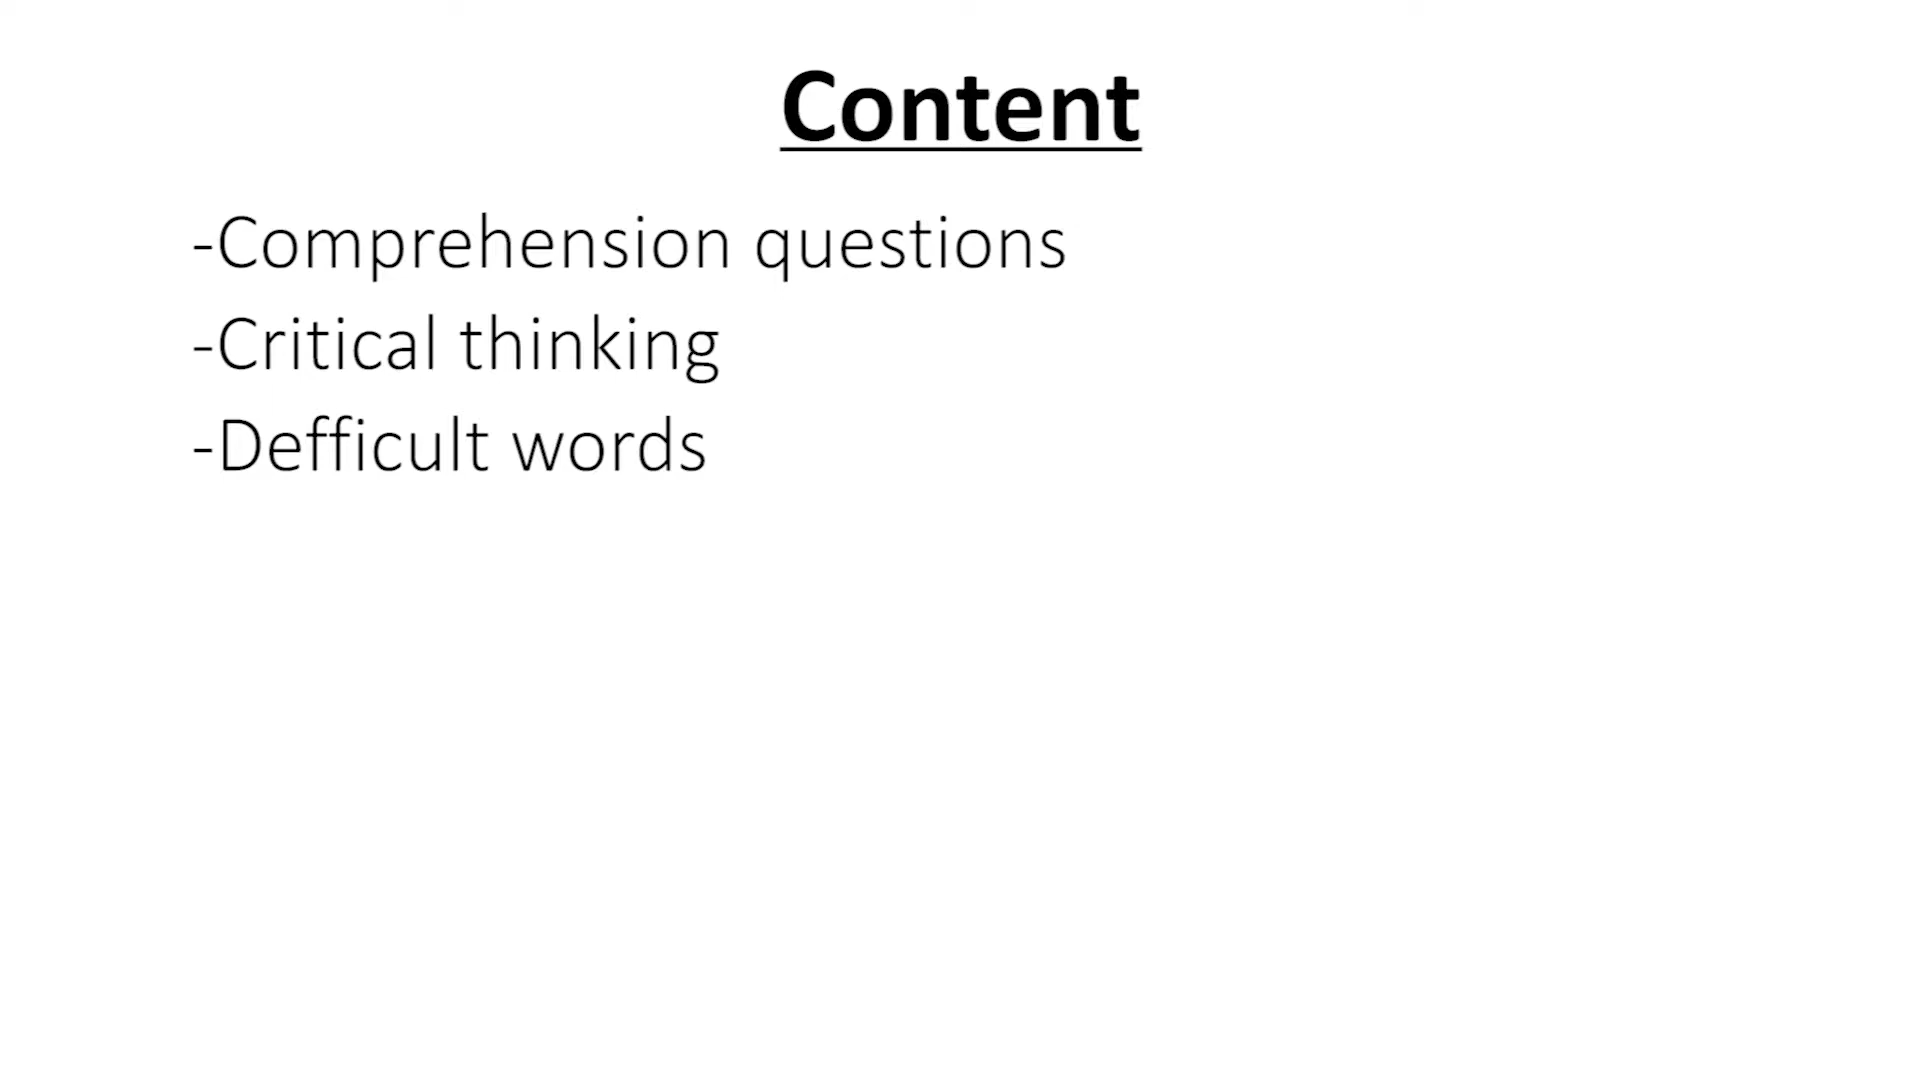 Content
-Comprehension questions
-Critical thinking
-Defficult words